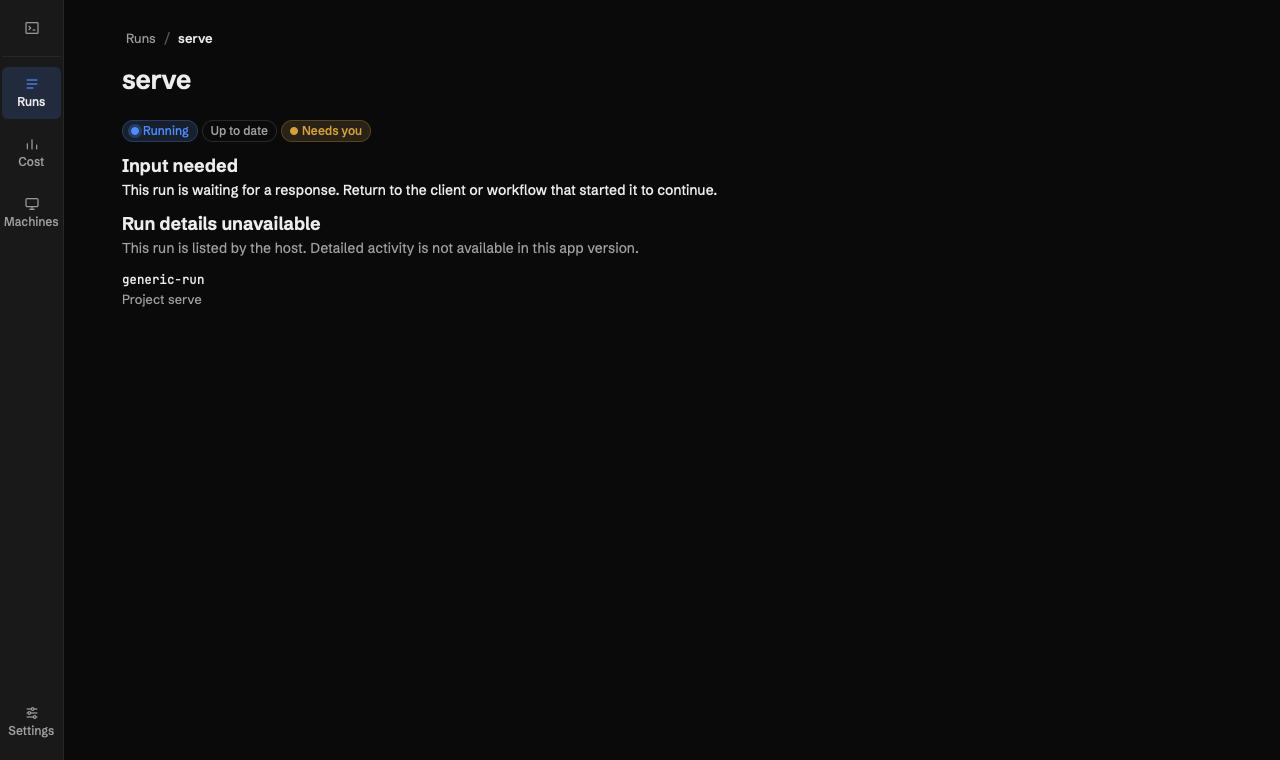 Runs / serve
serve
Running
Up to date
Needs you
Input needed
This run is waiting for a response. Return to the client or workflow that started it to continue.
Run details unavailable
This run is listed by the host. Detailed activity is not available in this app version.
generic-run
Project serve
Runs
Cost
Machines
Settings